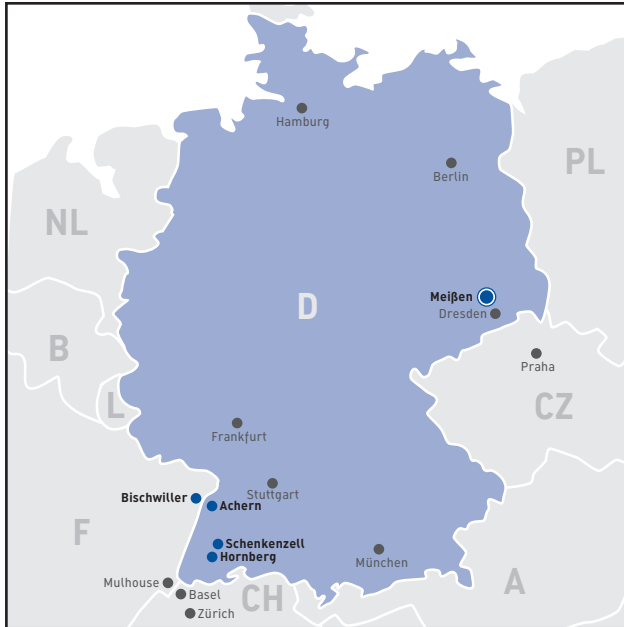 Hamburg
PL
Berlin
NL
Meißen
D
Dresden
B
Praha
L
CZ
Frankfurt
Stuttgart
Bischwiller
Achern
F
Schenkenzell
Hornberg
München
Mulhouse
A
Basel
CH
Zürich